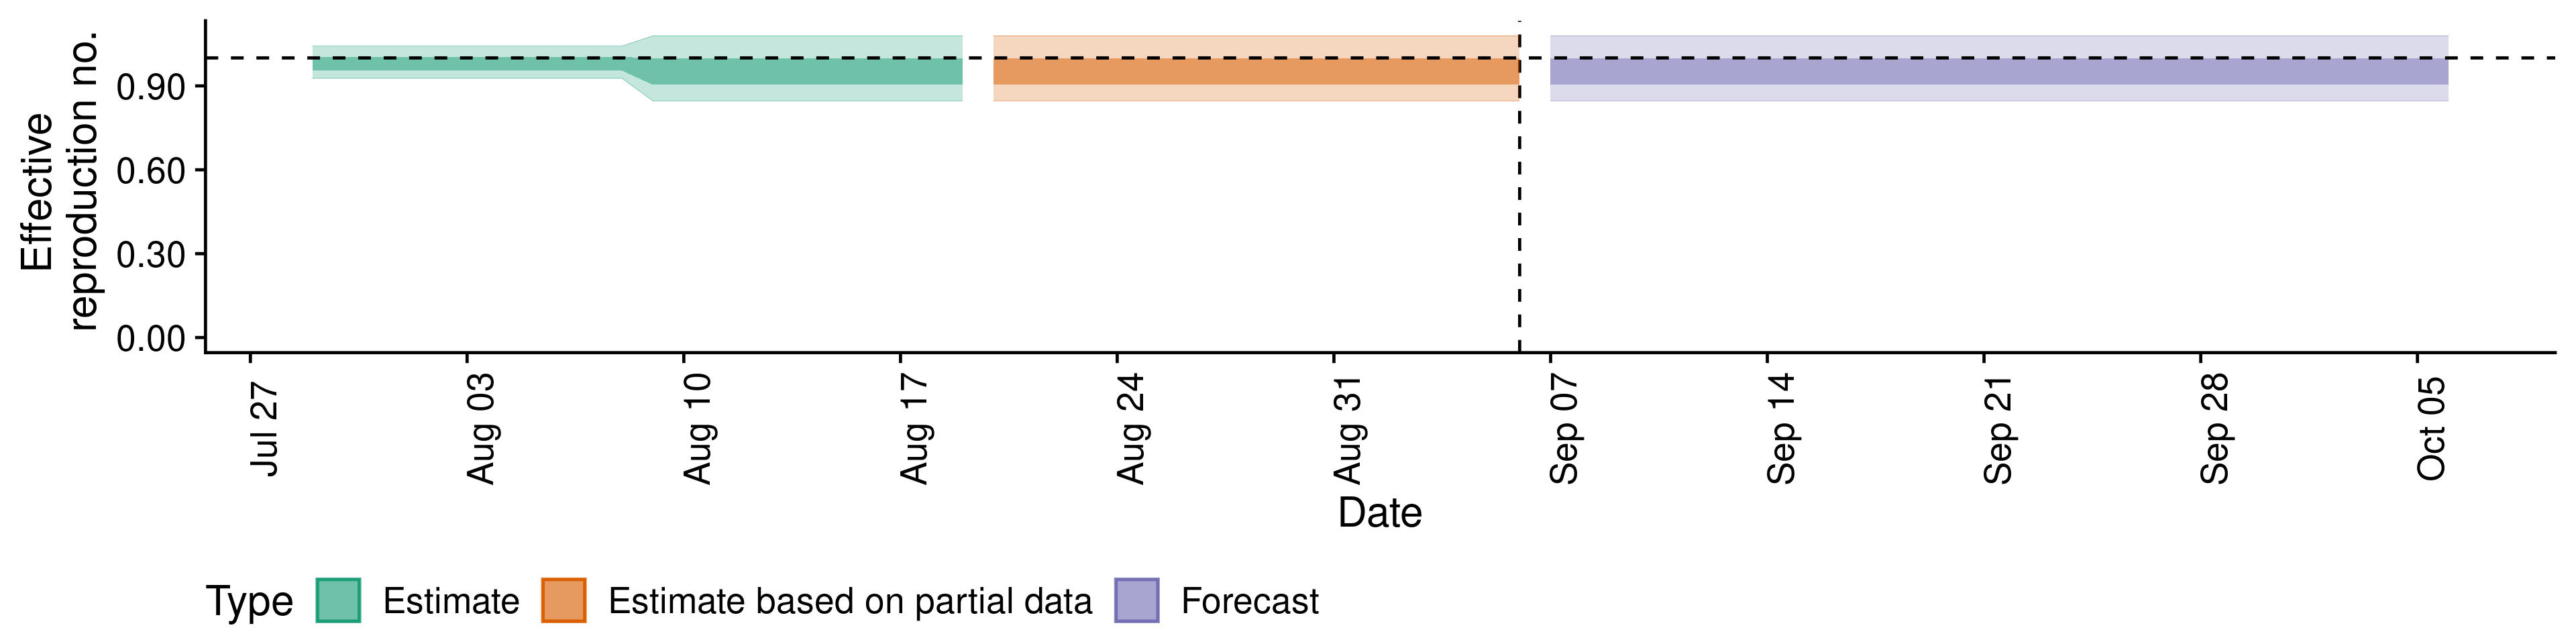 Effective
reproduction no.
0.90
0.60
0.30
0.00
Jul 27
Aug 03
Aug 10
Aug 17
Aug 24
Aug 31
Sep 07
Sep 14
Sep 21
Sep 28
Oct 05
Date
Type Estimate Estimate based on partial data Forecast